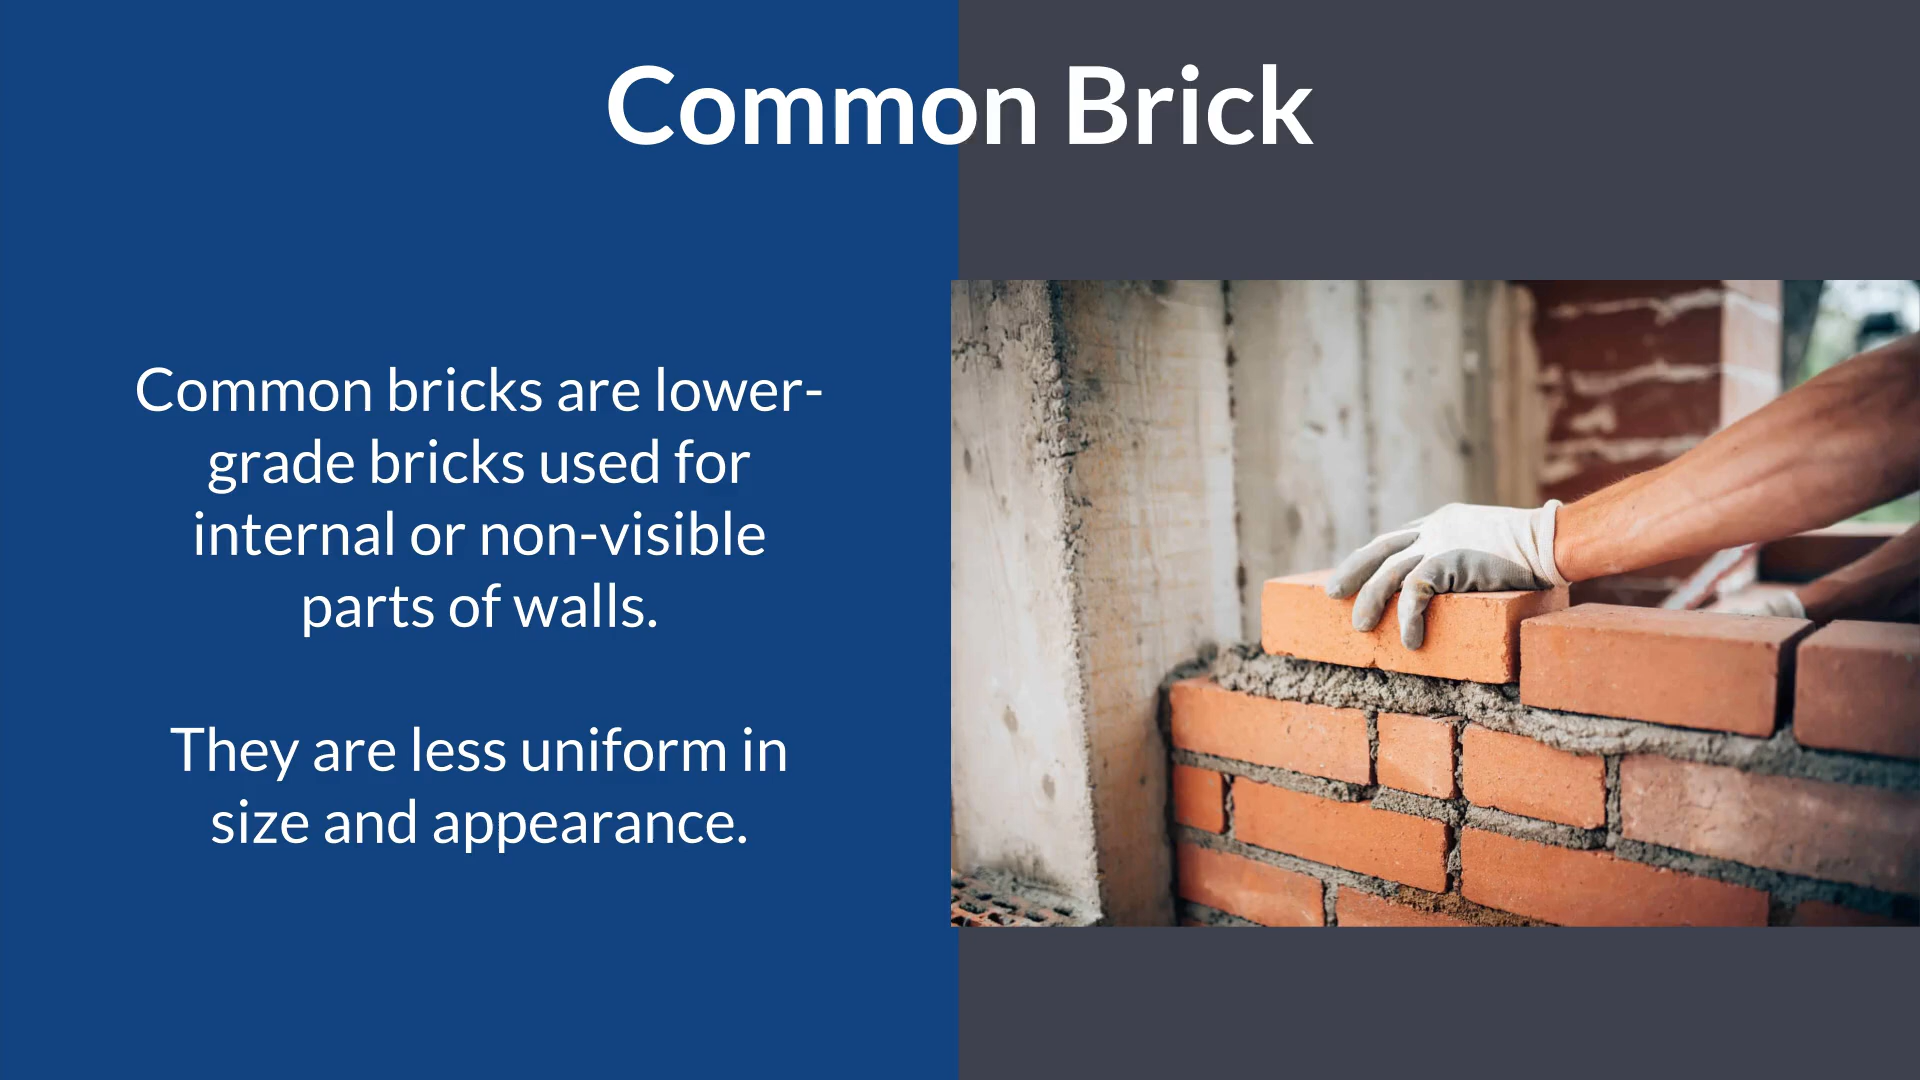 Common Brick
Common bricks are lower-
grade bricks used for
internal or non-visible
parts of walls.
They are less uniform in
size and appearance.